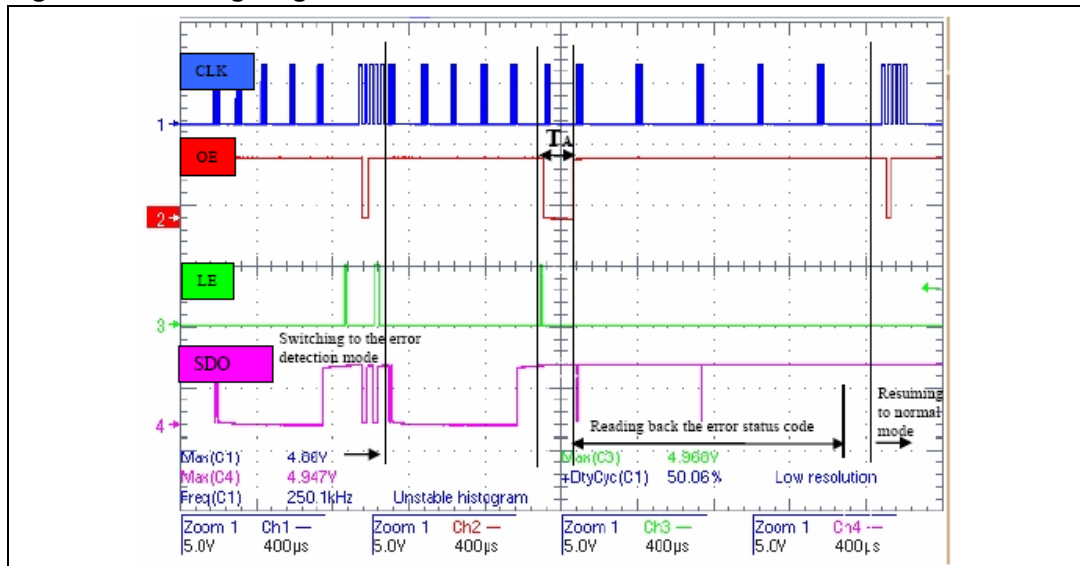 CLK
1
TA
OE
2
LE
3
Switching to the error
detection mode
SDO
4
Resuming
to normal
mode
Reading back the error status code
Max(C1) 4.86V
Max(C3) 4.968V
Max(C4) 4.947V
+DtyCyc(C1) 50.06% Low resolution
Freq(C1) 250.1kHz Unstable histogram
Zoom 1 Ch1
5.0V 400µs
Zoom 1 Ch2
5.0V 400µs
Zoom 1 Ch3
5.0V 400µs
Zoom 1 Ch4
5.0V 400µs